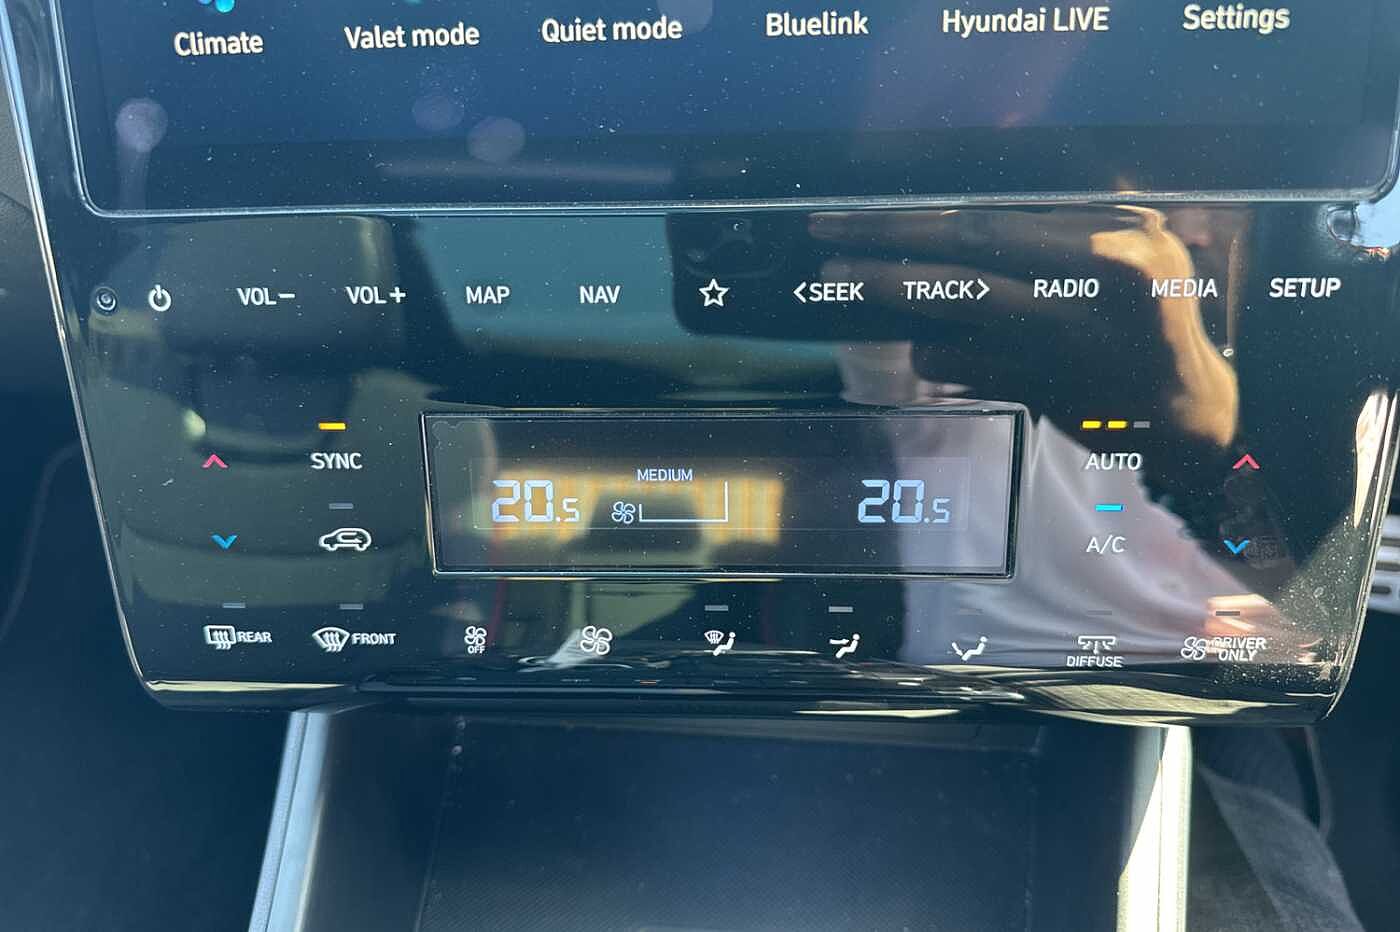 Climate Valet mode Quiet mode Bluelink Hyundai LIVE Settings
VOL− VOL+ MAP NAV <SEEK TRACK> RADIO MEDIA SETUP
SYNC AUTO
MEDIUM
20.5 20.5
A/C
REAR FRONT OFF DIFFUSE DRIVER ONLY